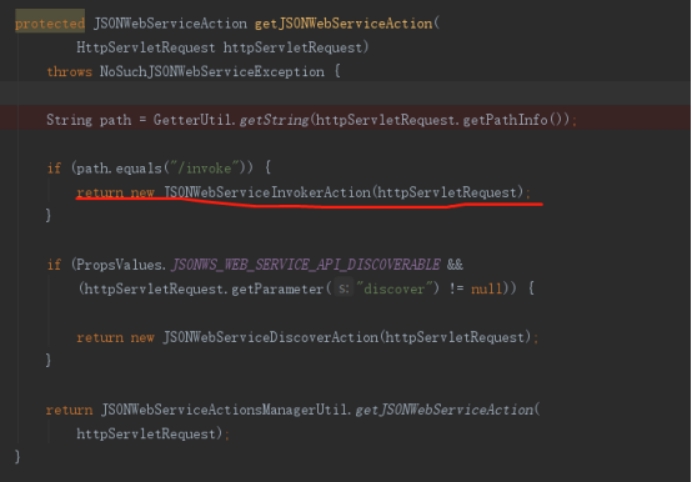 protected JSONWebServiceAction getJSONWebServiceAction(
HttpServletRequest httpServletRequest)
throws NoSuchJSONWebServiceException {
String path = GetterUtil.getString(httpServletRequest.getPathInfo());
if (path.equals("/invoke")) {
return new JSONWebServiceInvokerAction(httpServletRequest);
}
if (PropsValues.JSONWS_WEB_SERVICE_API_DISCOVERABLE &&
(httpServletRequest.getParameter( s: "discover") != null)) {
return new JSONWebServiceDiscoverAction(httpServletRequest);
}
return JSONWebServiceActionsManagerUtil.getJSONWebServiceAction(
httpServletRequest);
}